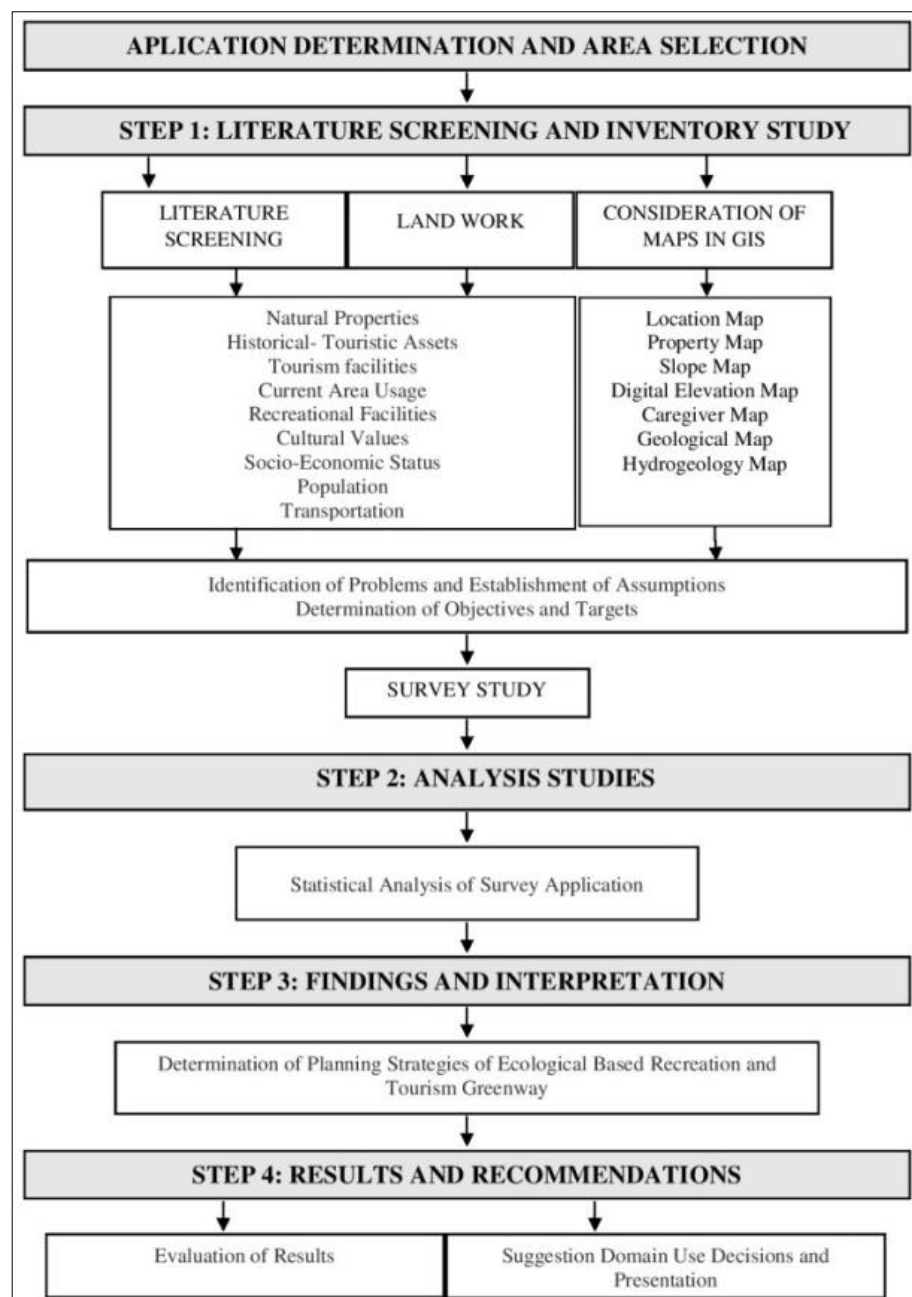 APLICATION DETERMINATION AND AREA SELECTION
STEP 1: LITERATURE SCREENING AND INVENTORY STUDY
LITERATURE
SCREENING
LAND WORK
CONSIDERATION OF
MAPS IN GIS
Natural Properties
Historical- Touristic Assets
Tourism facilities
Current Area Usage
Recreational Facilities
Cultural Values
Socio-Economic Status
Population
Transportation
Location Map
Property Map
Slope Map
Digital Elevation Map
Caregiver Map
Geological Map
Hydrogeology Map
Identification of Problems and Establishment of Assumptions
Determination of Objectives and Targets
SURVEY STUDY
STEP 2: ANALYSIS STUDIES
Statistical Analysis of Survey Application
STEP 3: FINDINGS AND INTERPRETATION
Determination of Planning Strategies of Ecological Based Recreation and
Tourism Greenway
STEP 4: RESULTS AND RECOMMENDATIONS
Evaluation of Results
Suggestion Domain Use Decisions and
Presentation